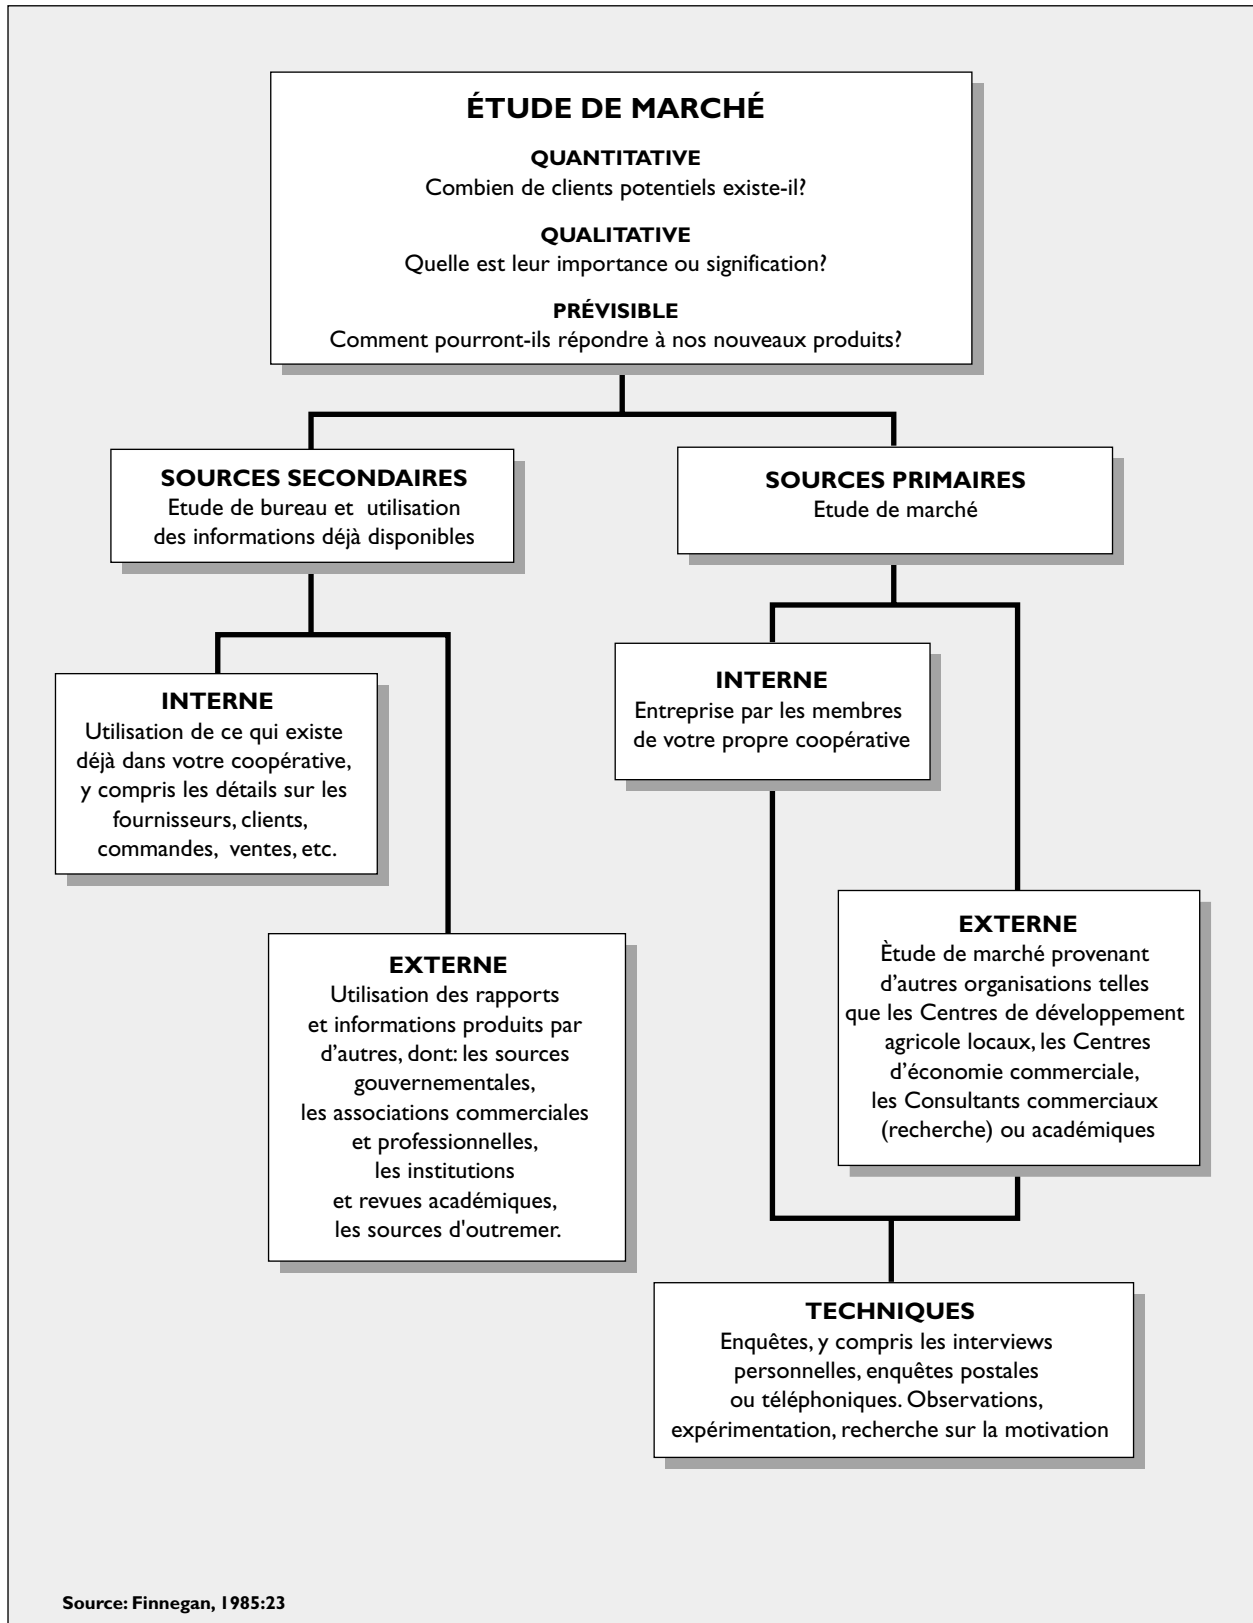 ÉTUDE DE MARCHÉ
QUANTITATIVE
Combien de clients potentiels existe-il?
QUALITATIVE
Quelle est leur importance ou signification?
PRÉVISIBLE
Comment pourront-ils répondre à nos nouveaux produits?
SOURCES SECONDAIRES
Etude de bureau et utilisation
des informations déjà disponibles
SOURCES PRIMAIRES
Etude de marché
INTERNE
Utilisation de ce qui existe
déjà dans votre coopérative,
y compris les détails sur les
fournisseurs, clients,
commandes, ventes, etc.
INTERNE
Entreprise par les membres
de votre propre coopérative
EXTERNE
Utilisation des rapports
et informations produits par
d'autres, dont: les sources
gouvernementales,
les associations commerciales
et professionnelles,
les institutions
et revues académiques,
les sources d'outremer.
EXTERNE
Ètude de marché provenant
d'autres organisations telles
que les Centres de développement
agricole locaux, les Centres
d'économie commerciale,
les Consultants commerciaux
(recherche) ou académiques
TECHNIQUES
Enquêtes, y compris les interviews
personnelles, enquêtes postales
ou téléphoniques. Observations,
expérimentation, recherche sur la motivation
Source: Finnegan, 1985:23